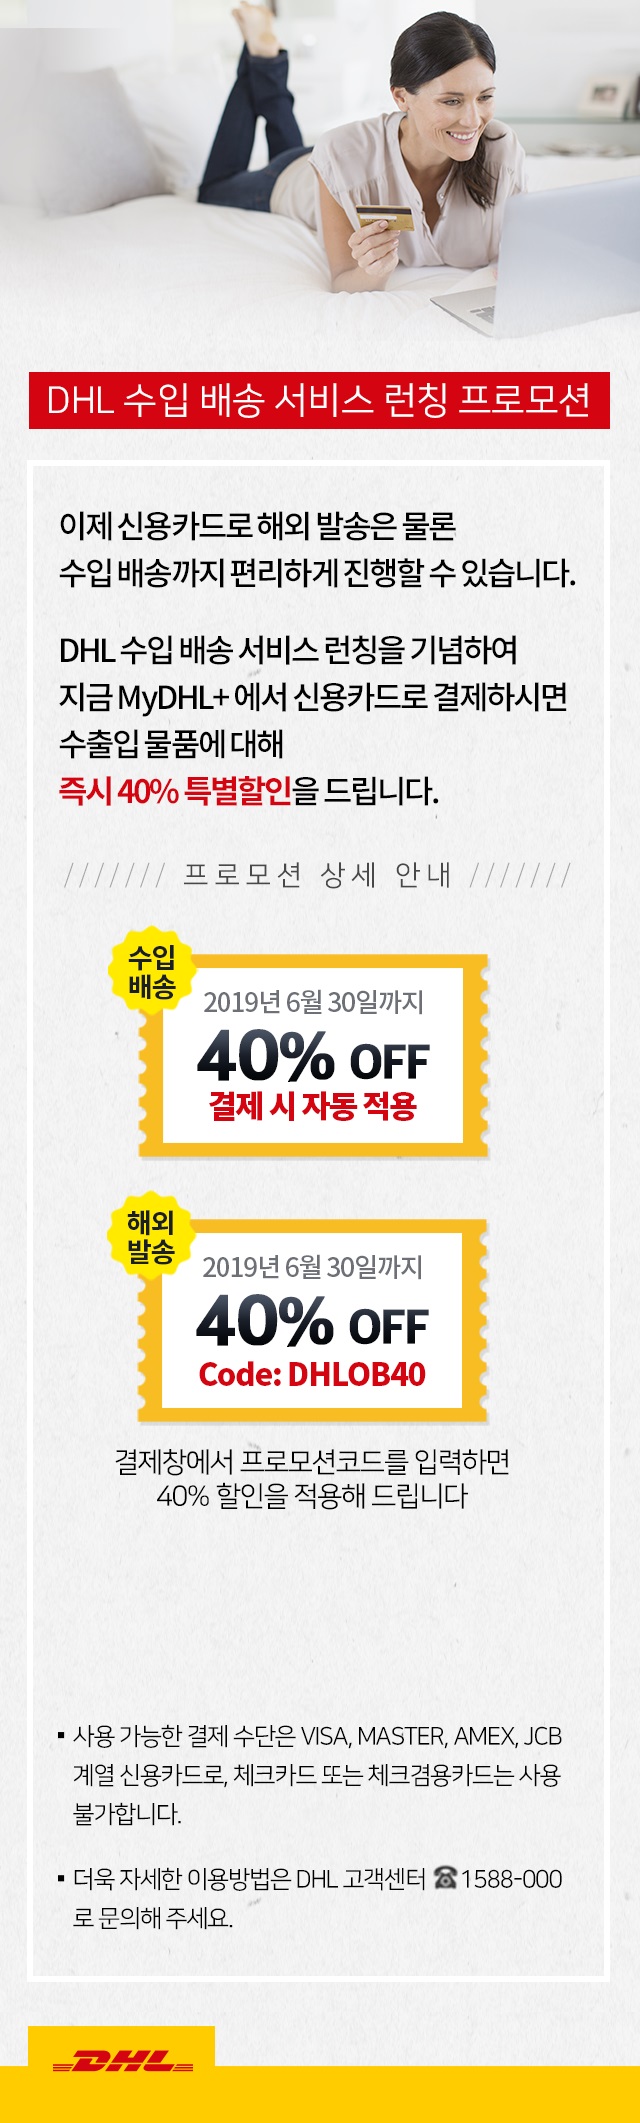 DHL 수입 배송 서비스 런칭 프로모션
이제 신용카드로 해외 발송은 물론
수입 배송까지 편리하게 진행할 수 있습니다.
DHL 수입 배송 서비스 런칭을 기념하여
지금 MyDHL+ 에서 신용카드로 결제하시면
수출입 물품에 대해
즉시 40% 특별할인을 드립니다.
/////// 프로모션 상세 안내 ///////
수입
배송
2019년 6월 30일까지
40% OFF
결제 시 자동 적용
해외
발송
2019년 6월 30일까지
40% OFF
Code: DHLOB40
결제창에서 프로모션코드를 입력하면
40% 할인을 적용해 드립니다
▪ 사용 가능한 결제 수단은 VISA, MASTER, AMEX, JCB
계열 신용카드로, 체크카드 또는 체크겸용카드는 사용
불가합니다.
▪ 더욱 자세한 이용방법은 DHL 고객센터 ☎1588-000
로 문의해 주세요.
DHL